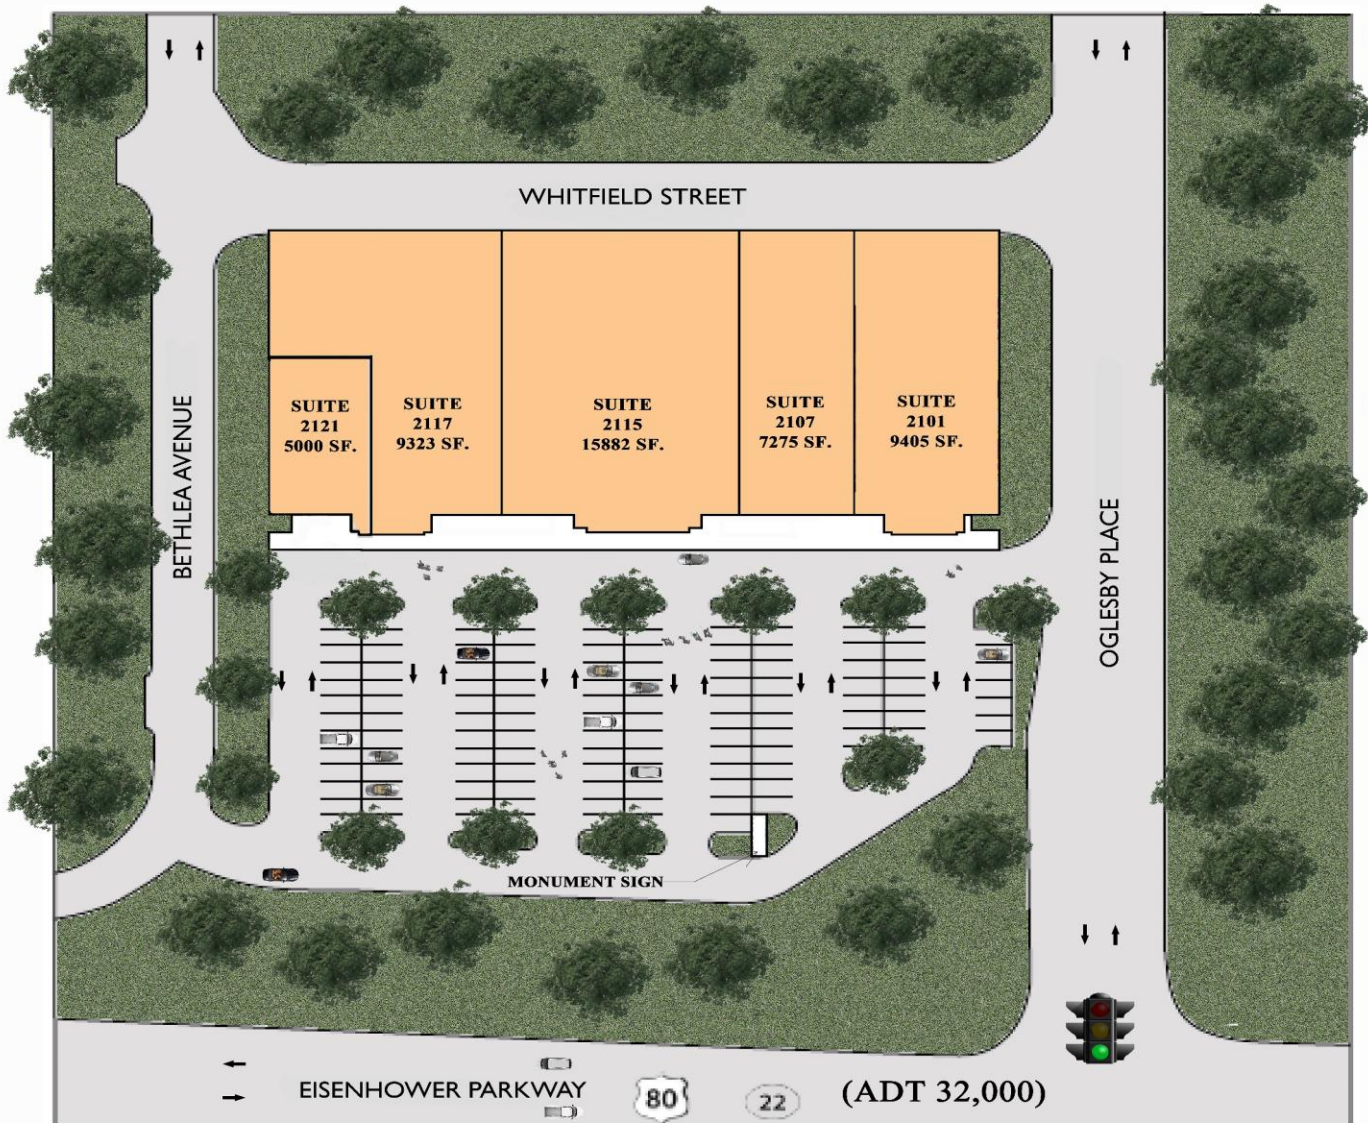 WHITFIELD STREET
BETHLEA AVENUE
SUITE
2121
5000 SF.
SUITE
2117
9323 SF.
SUITE
2115
15882 SF.
SUITE
2107
7275 SF.
SUITE
2101
9405 SF.
OGLESBY PLACE
MONUMENT SIGN
EISENHOWER PARKWAY
80
22
(ADT 32,000)